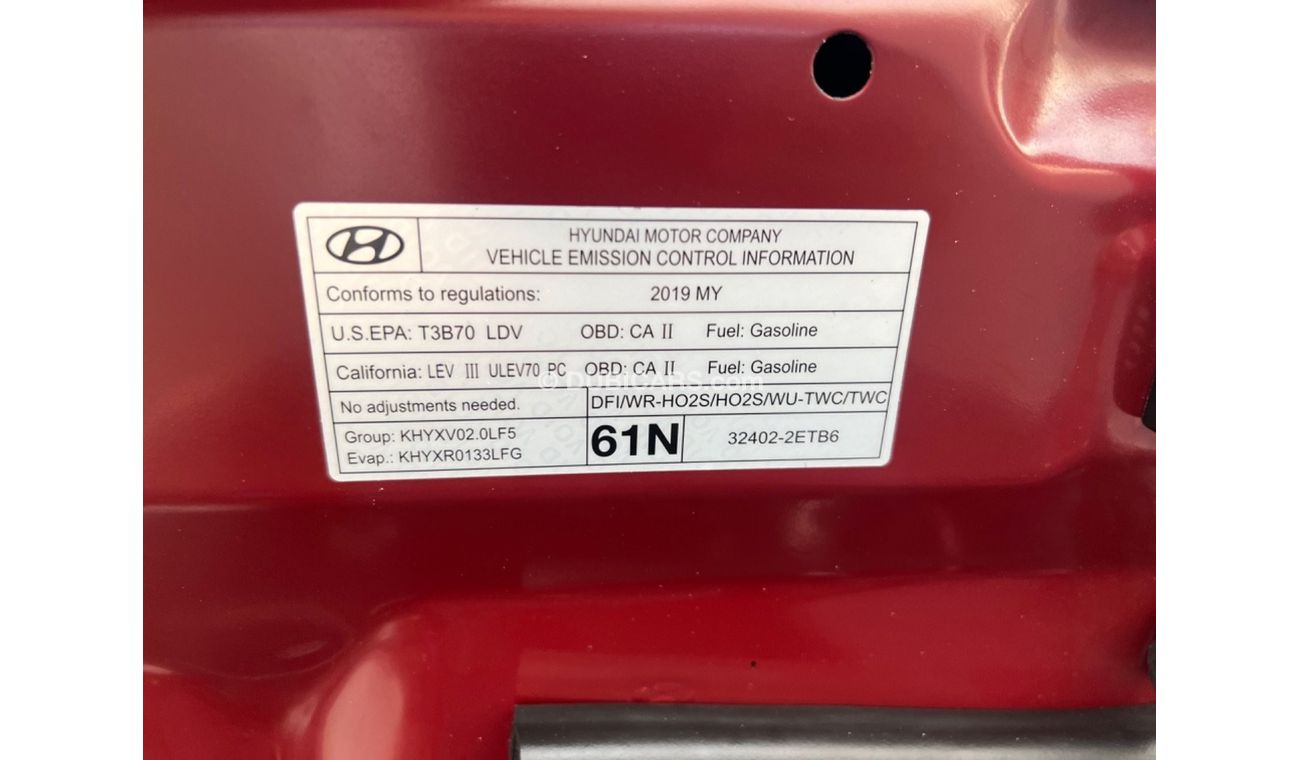 HYUNDAI MOTOR COMPANY
VEHICLE EMISSION CONTROL INFORMATION
Conforms to regulations: 2019 MY
U.S.EPA: T3B70 LDV OBD: CA II Fuel: Gasoline
California: LEV III ULEV70 PC OBD: CA II Fuel: Gasoline
© DUBICARS.com
No adjustments needed. DFI/WR-HO2S/HO2S/WU-TWC/TWC
Group: KHYXV02.0LF5
Evap.: KHYXR0133LFG
61N 32402-2ETB6